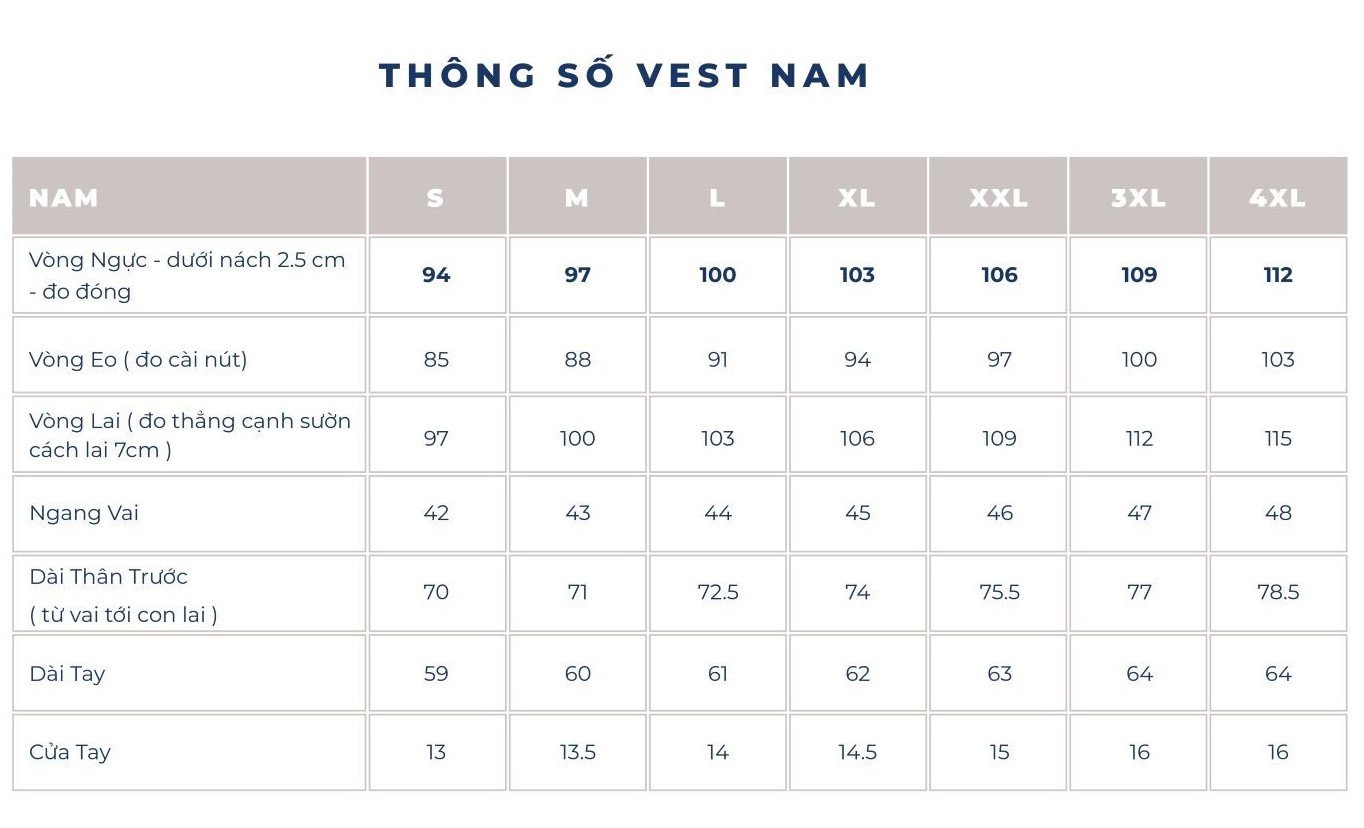 THÔNG SỐ VEST NAM
NAM S M L XL XXL 3XL 4XL
Vòng Ngực - dưới nách 2.5 cm
- đo đóng 94 97 100 103 106 109 112
Vòng Eo ( đo cài nút) 85 88 91 94 97 100 103
Vòng Lai ( đo thẳng cạnh sườn
cách lai 7cm ) 97 100 103 106 109 112 115
Ngang Vai 42 43 44 45 46 47 48
Dài Thân Trước
( từ vai tới con lai ) 70 71 72.5 74 75.5 77 78.5
Dài Tay 59 60 61 62 63 64 64
Cửa Tay 13 13.5 14 14.5 15 16 16